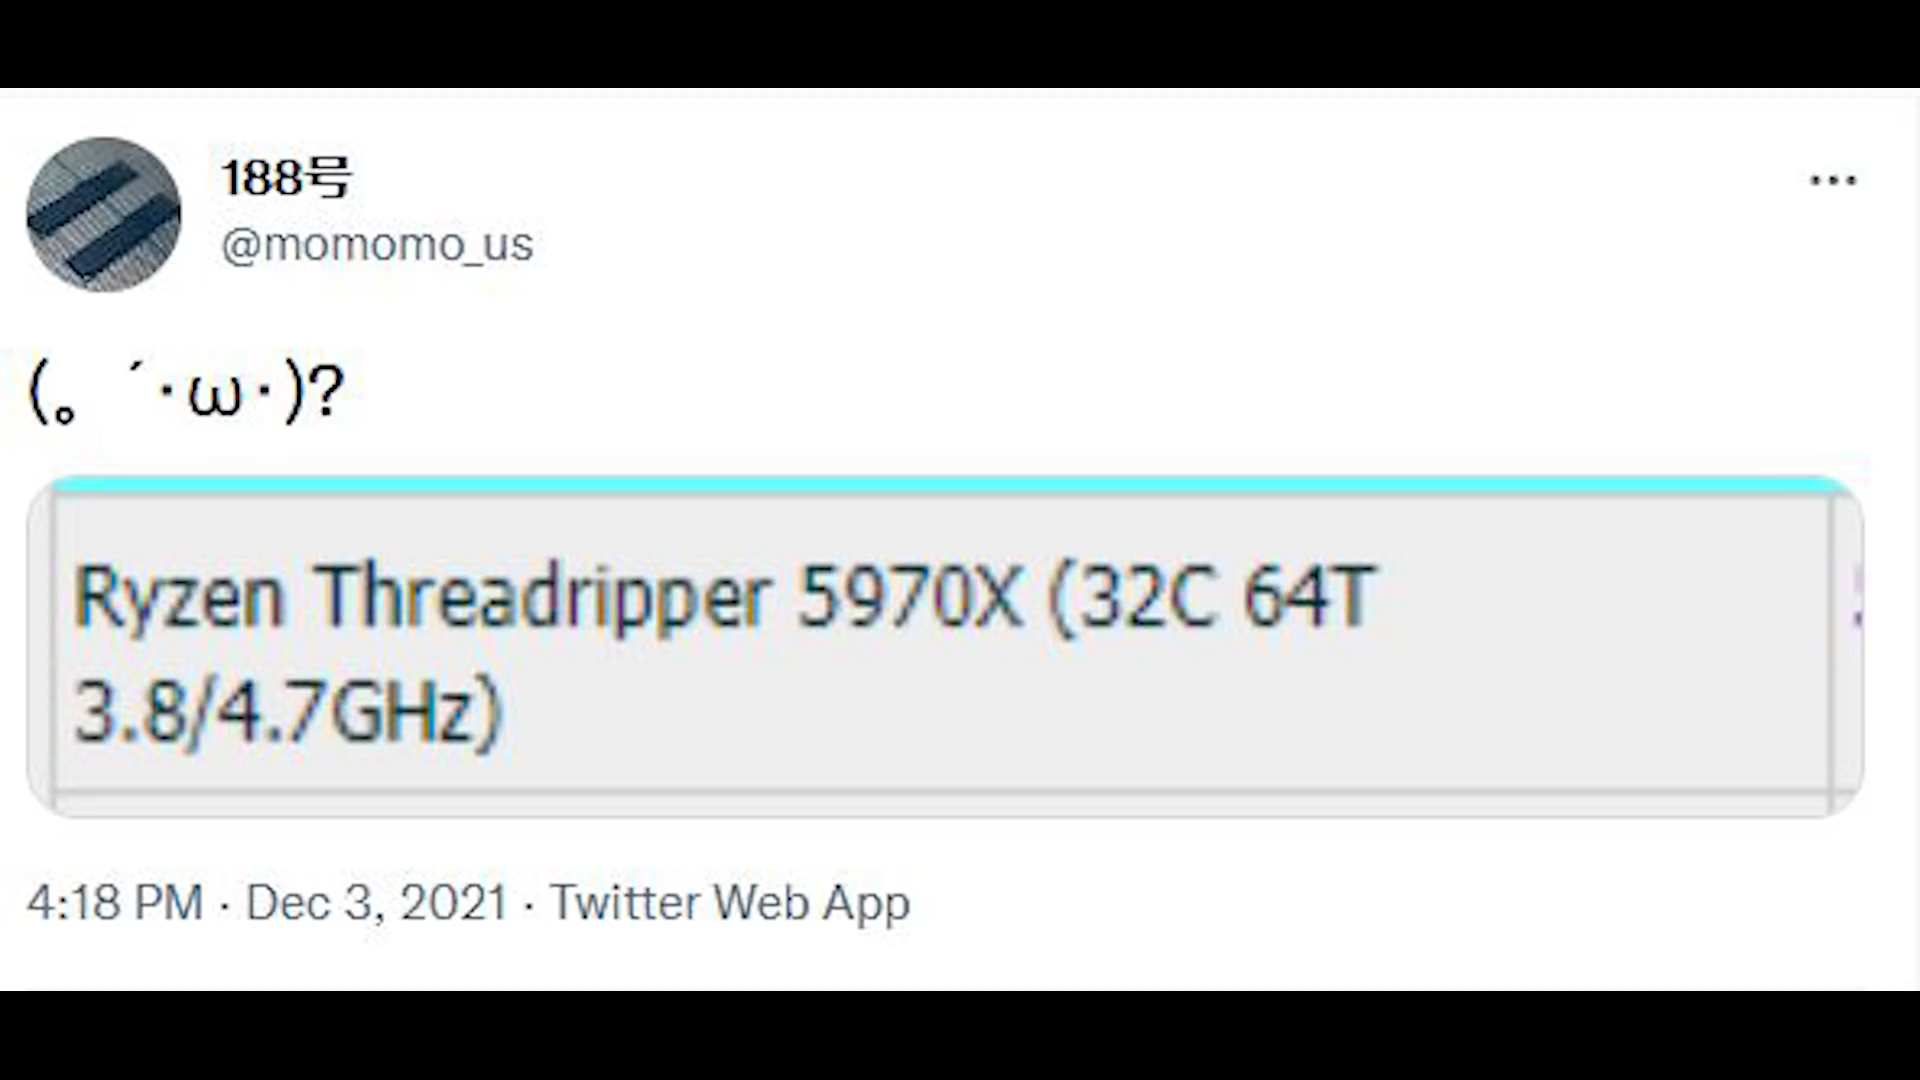 188号
@momomo_us
(。 ´･ω･)?
Ryzen Threadripper 5970X (32C 64T
3.8/4.7GHz)
4:18 PM · Dec 3, 2021 · Twitter Web App